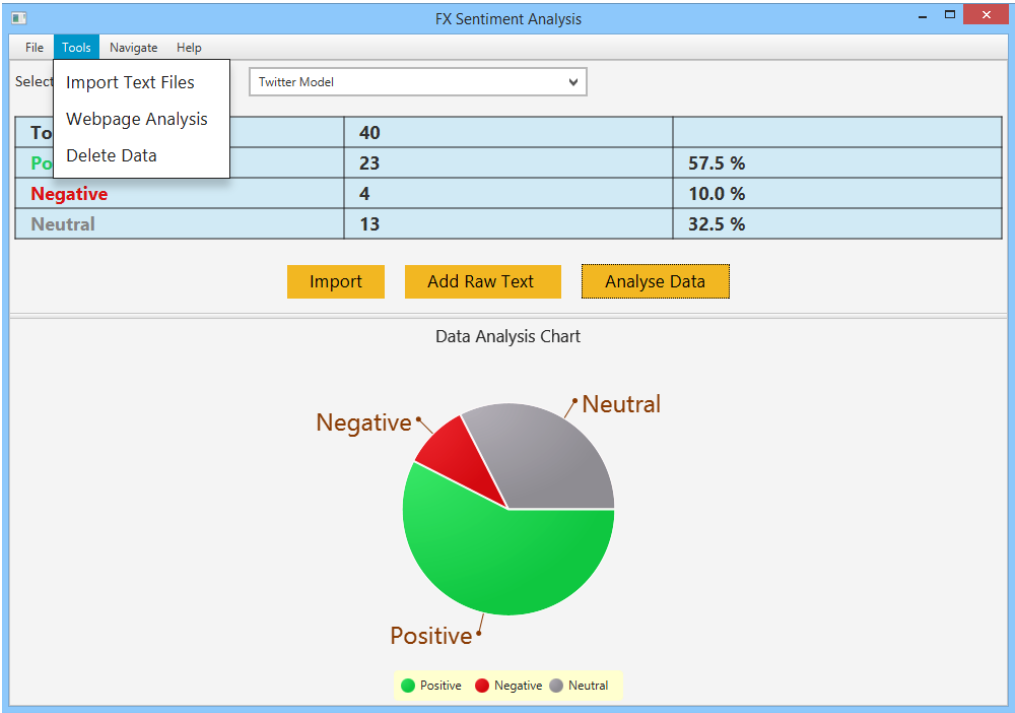 FX Sentiment Analysis
File Tools Navigate Help
Select Twitter Model
Import Text Files
Webpage Analysis
Delete Data
To 40
Po 23 57.5 %
Negative 4 10.0 %
Neutral 13 32.5 %
Import Add Raw Text Analyse Data
Data Analysis Chart
Neutral
Negative
Positive
Positive Negative Neutral